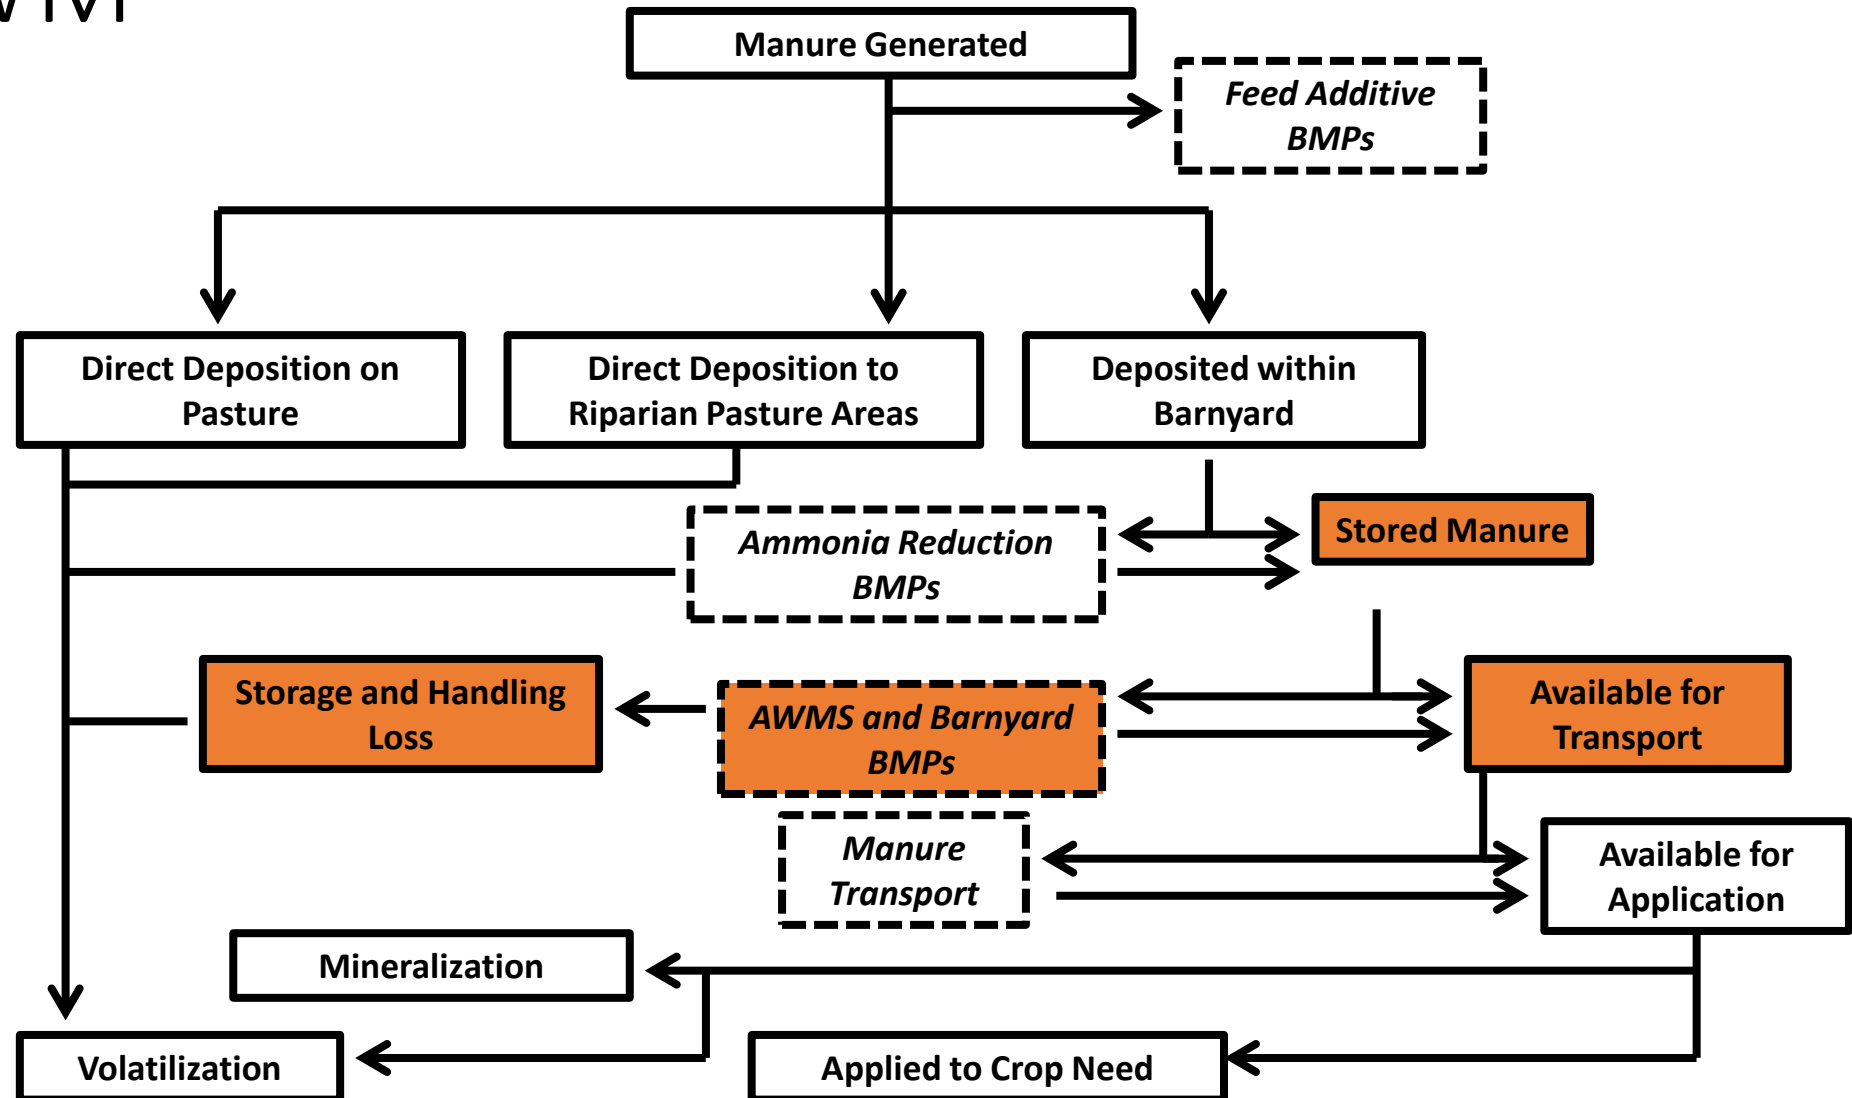 Manure Generated
Feed Additive
BMPs
Direct Deposition on
Pasture
Direct Deposition to
Riparian Pasture Areas
Deposited within
Barnyard
Ammonia Reduction
BMPs
Stored Manure
Storage and Handling
Loss
AWMS and Barnyard
BMPs
Available for
Transport
Manure
Transport
Available for
Application
Mineralization
Volatilization
Applied to Crop Need